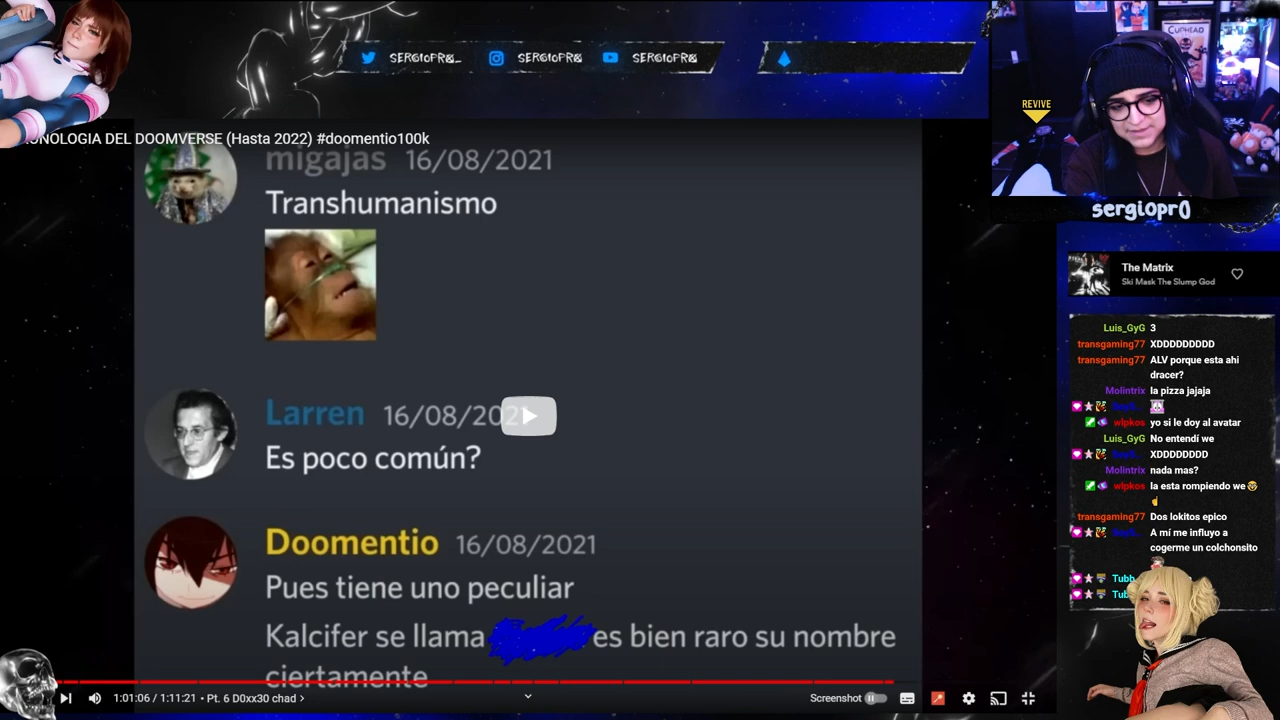 SERGIOPR0_
SERGIOPR0
SERGIOPR0
CUPHEAD
REVIVE
DEL DOOMVERSE (Hasta 2022) #doomentio100k
migajas 16/08/2021
Transhumanismo
Larren
Es poco común?
Doomentio 16/08/2021
Pues tiene uno peculiar
Kalcifer se llama es bien raro su nombre
ciertamente
1:01:06 / 1:11:21 • Pt. 6 D0xx30 chad >
Screenshot
sergiopr0
The Matrix
Ski Mask The Slump God
Luis_GyG 3
transgaming77 XDDDDDDDDD
transgaming77 ALV porque esta ahi
dracer?
Molintrix la pizza jajaja
wlpkos yo si le doy al avatar
Luis_GyG No entendí we
XDDDDDDDD
Molintrix nada mas?
wlpkos la esta rompiendo we
transgaming77 Dos lokitos epico
A mí me influyo a
cogerme un colchonsito